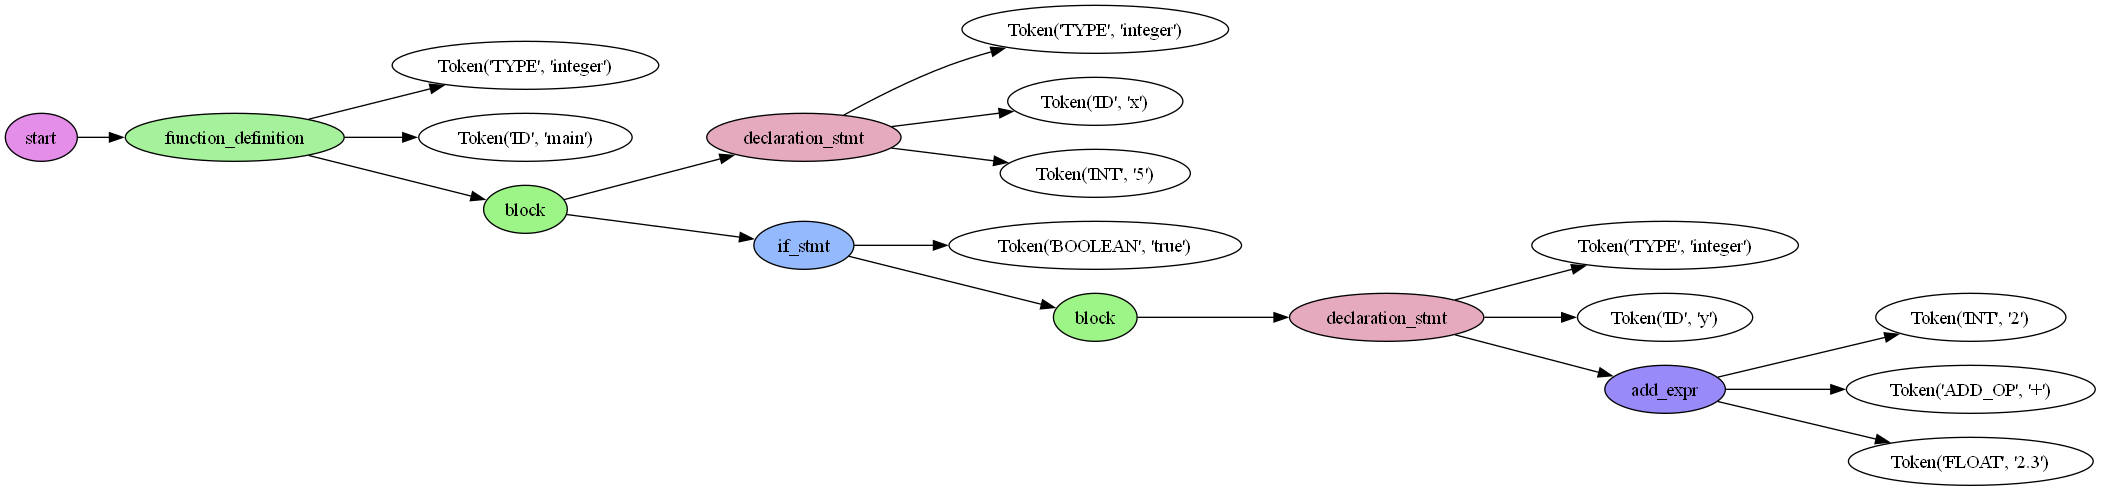 start
function_definition
Token('TYPE', 'integer')
Token('ID', 'main')
block
declaration_stmt
Token('TYPE', 'integer')
Token('ID', 'x')
Token('INT', '5')
if_stmt
Token('BOOLEAN', 'true')
block
declaration_stmt
Token('TYPE', 'integer')
Token('ID', 'y')
add_expr
Token('INT', '2')
Token('ADD_OP', '+')
Token('FLOAT', '2.3')